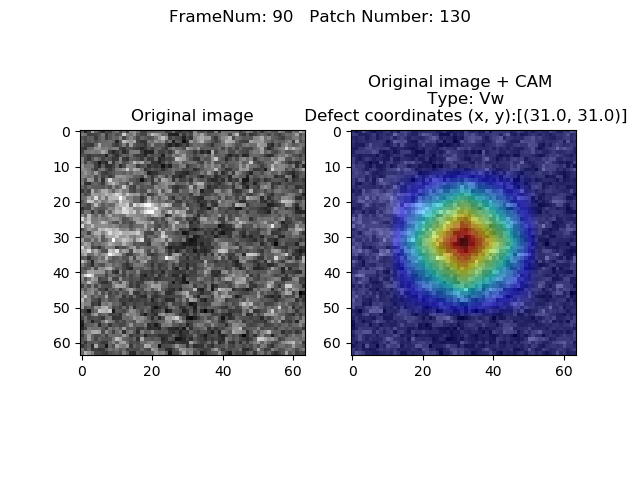 FrameNum: 90   Patch Number: 130
Original image
Original image + CAM
Type: Vw
Defect coordinates (x, y):[(31.0, 31.0)]
0
10
20
30
40
50
60
0 20 40 60
0
10
20
30
40
50
60
0 20 40 60